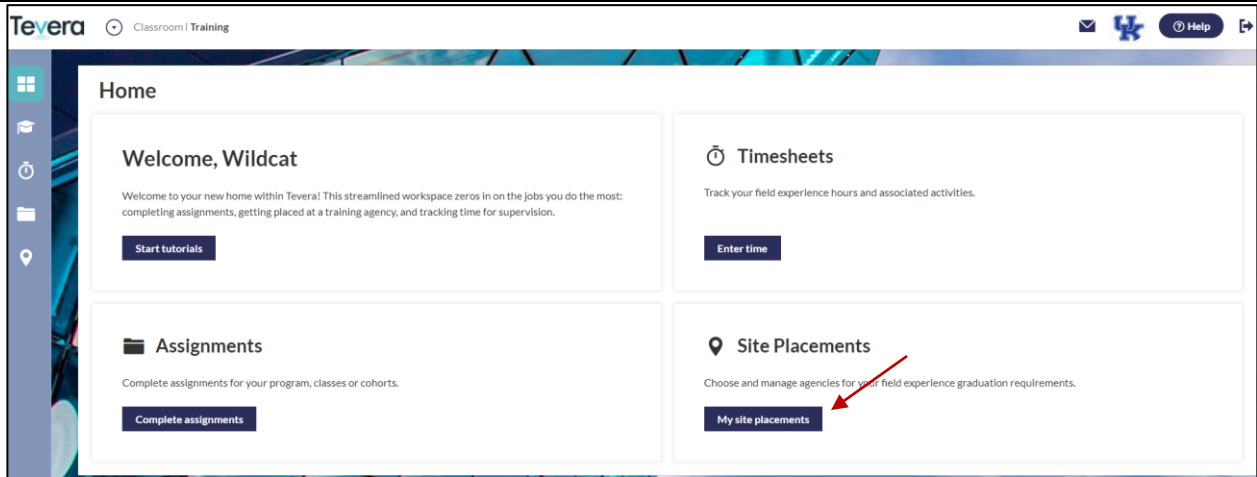 Tevera
Classroom | Training
UK
Help
Home
Welcome, Wildcat
Welcome to your new home within Tevera! This streamlined workspace zeros in on the jobs you do the most:
completing assignments, getting placed at a training agency, and tracking time for supervision.
Start tutorials
Timesheets
Track your field experience hours and associated activities.
Enter time
Assignments
Complete assignments for your program, classes or cohorts.
Complete assignments
Site Placements
Choose and manage agencies for your field experience graduation requirements.
My site placements